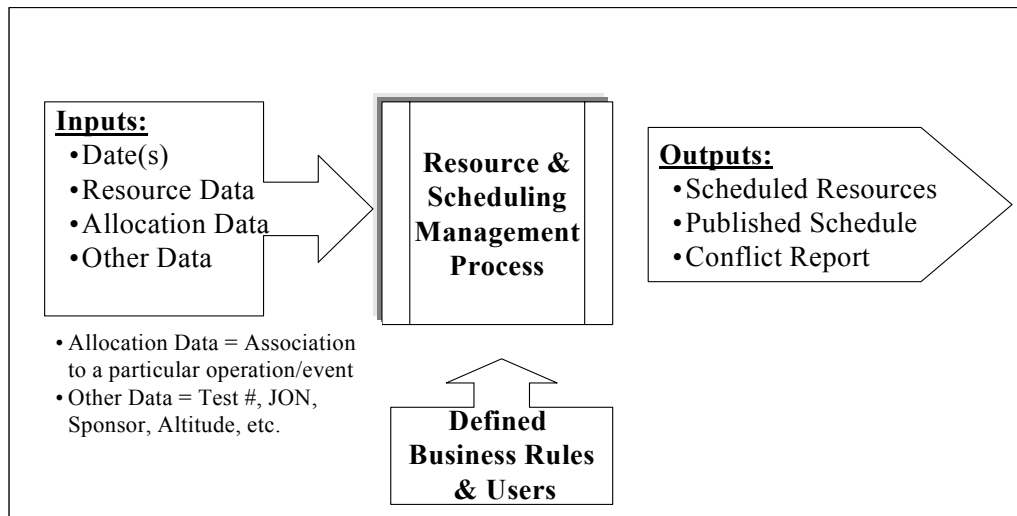 Inputs:
•Date(s)
•Resource Data
•Allocation Data
•Other Data
• Allocation Data = Association
to a particular operation/event
• Other Data = Test #, JON,
Sponsor, Altitude, etc.
Resource &
Scheduling
Management
Process
Defined
Business Rules
& Users
Outputs:
•Scheduled Resources
•Published Schedule
•Conflict Report